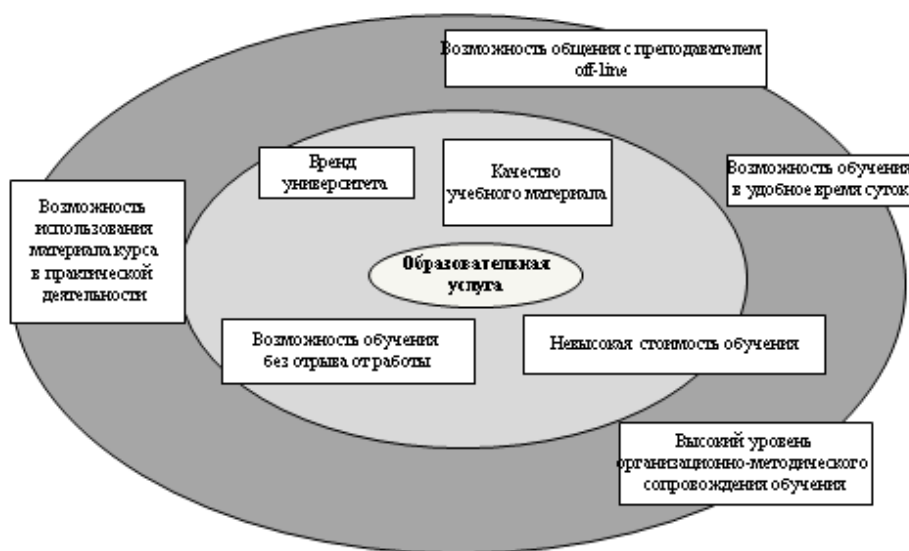 Возможность общения с преподавателем
off-line
Бренд
университета
Качество
учебного материала
Возможность обучения
в удобное время суток
Возможность
использования
материала курса
в практической
деятельности
Образовательная
услуга
Возможность обучения
без отрыва от работы
Невысокая стоимость обучения
Высокий уровень
организационно-методического
сопровождения обучения